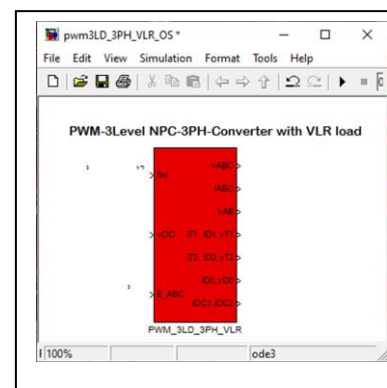 pwm3LD_3PH_VLR_OS *
File Edit View Simulation Format Tools Help
PWM-3Level NPC-3PH-Converter with VLR load
vABC
Sw
iABC
vAB
vDC
iT1, iD1,vT1
iT2, iD2,vT2
iD5,vD5
E_ABC
iDC1,iDC2
PWM_3LD_3PH_VLR
100%
ode3